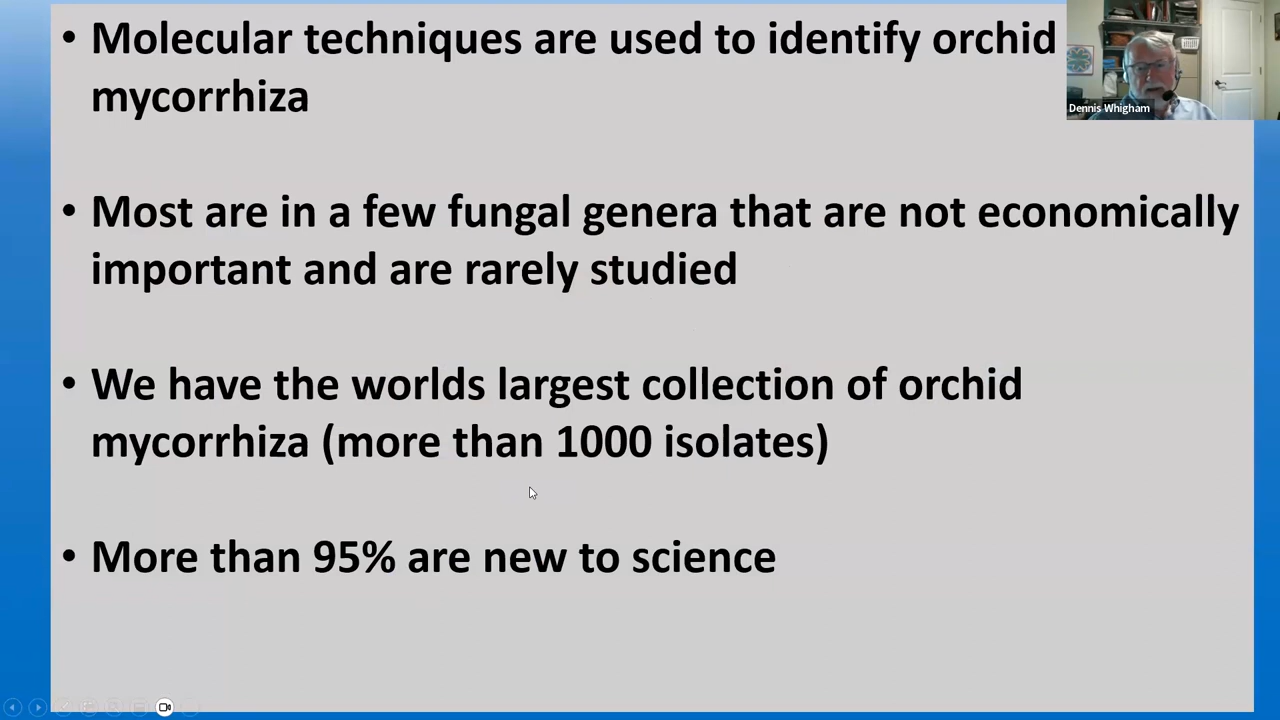 • Molecular techniques are used to identify orchid
mycorrhiza
• Most are in a few fungal genera that are not economically
important and are rarely studied
• We have the worlds largest collection of orchid
mycorrhiza (more than 1000 isolates)
• More than 95% are new to science
Dennis Whigham